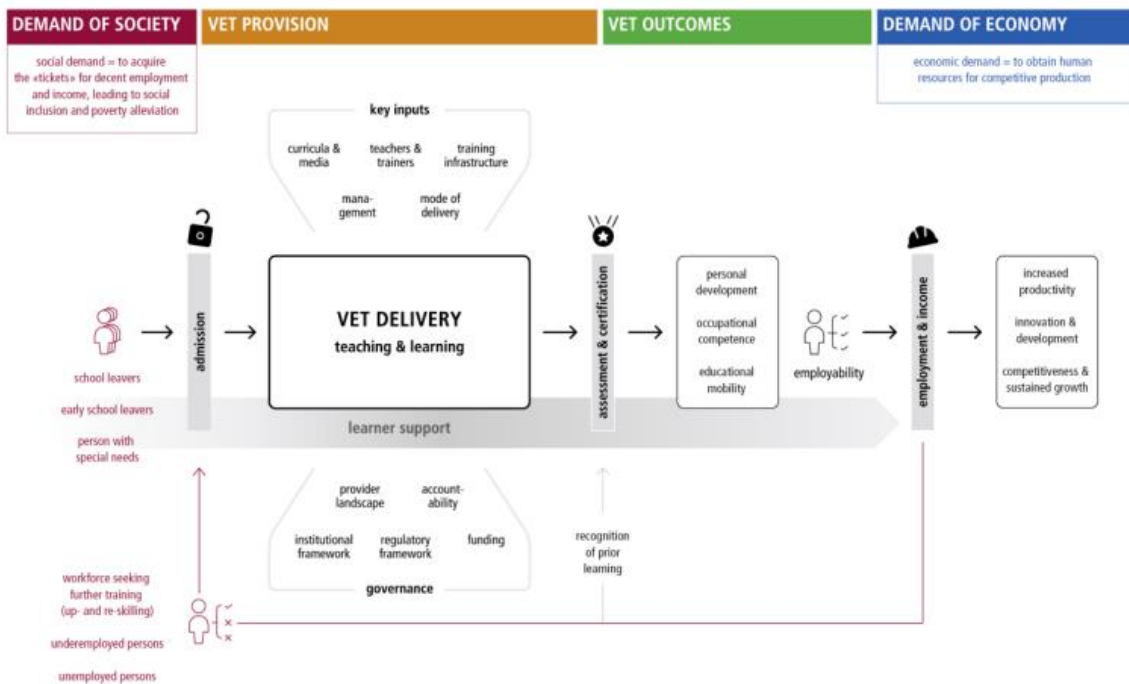 DEMAND OF SOCIETY
VET PROVISION
VET OUTCOMES
DEMAND OF ECONOMY
social demand = to acquire
the «tickets» for decent employment
and income, leading to social
inclusion and poverty alleviation
economic demand = to obtain human
resources for competitive production
key inputs
curricula &
media
teachers &
trainers
training
infrastructure
mana-
gement
mode of
delivery
school leavers
early school leavers
person with
special needs
admission
VET DELIVERY
teaching & learning
learner support
assessment & certification
personal
development
occupational
competence
educational
mobility
employability
employment & income
increased
productivity
innovation &
development
competitiveness &
sustained growth
provider
landscape
account-
ability
institutional
framework
regulatory
framework
funding
governance
recognition
of prior
learning
workforce seeking
further training
(up- and re-skilling)
underemployed persons
unemployed persons